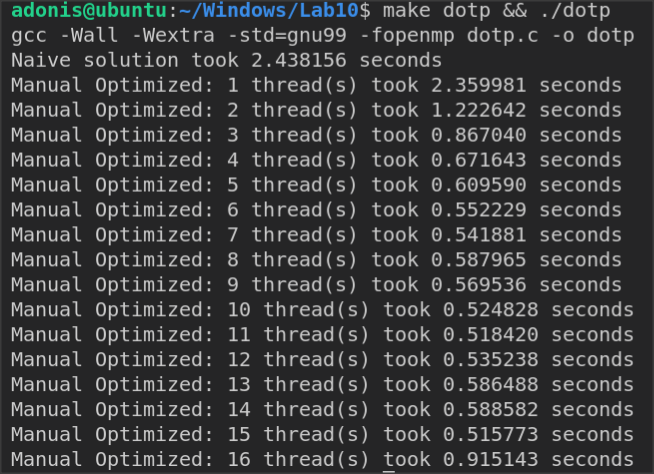 adonis@ubuntu:~/Windows/Lab10$ make dotp && ./dotp
gcc -Wall -Wextra -std=gnu99 -fopenmp dotp.c -o dotp
Naive solution took 2.438156 seconds
Manual Optimized: 1 thread(s) took 2.359981 seconds
Manual Optimized: 2 thread(s) took 1.222642 seconds
Manual Optimized: 3 thread(s) took 0.867040 seconds
Manual Optimized: 4 thread(s) took 0.671643 seconds
Manual Optimized: 5 thread(s) took 0.609590 seconds
Manual Optimized: 6 thread(s) took 0.552229 seconds
Manual Optimized: 7 thread(s) took 0.541881 seconds
Manual Optimized: 8 thread(s) took 0.587965 seconds
Manual Optimized: 9 thread(s) took 0.569536 seconds
Manual Optimized: 10 thread(s) took 0.524828 seconds
Manual Optimized: 11 thread(s) took 0.518420 seconds
Manual Optimized: 12 thread(s) took 0.535238 seconds
Manual Optimized: 13 thread(s) took 0.586488 seconds
Manual Optimized: 14 thread(s) took 0.588582 seconds
Manual Optimized: 15 thread(s) took 0.515773 seconds
Manual Optimized: 16 thread(s) took 0.915143 seconds